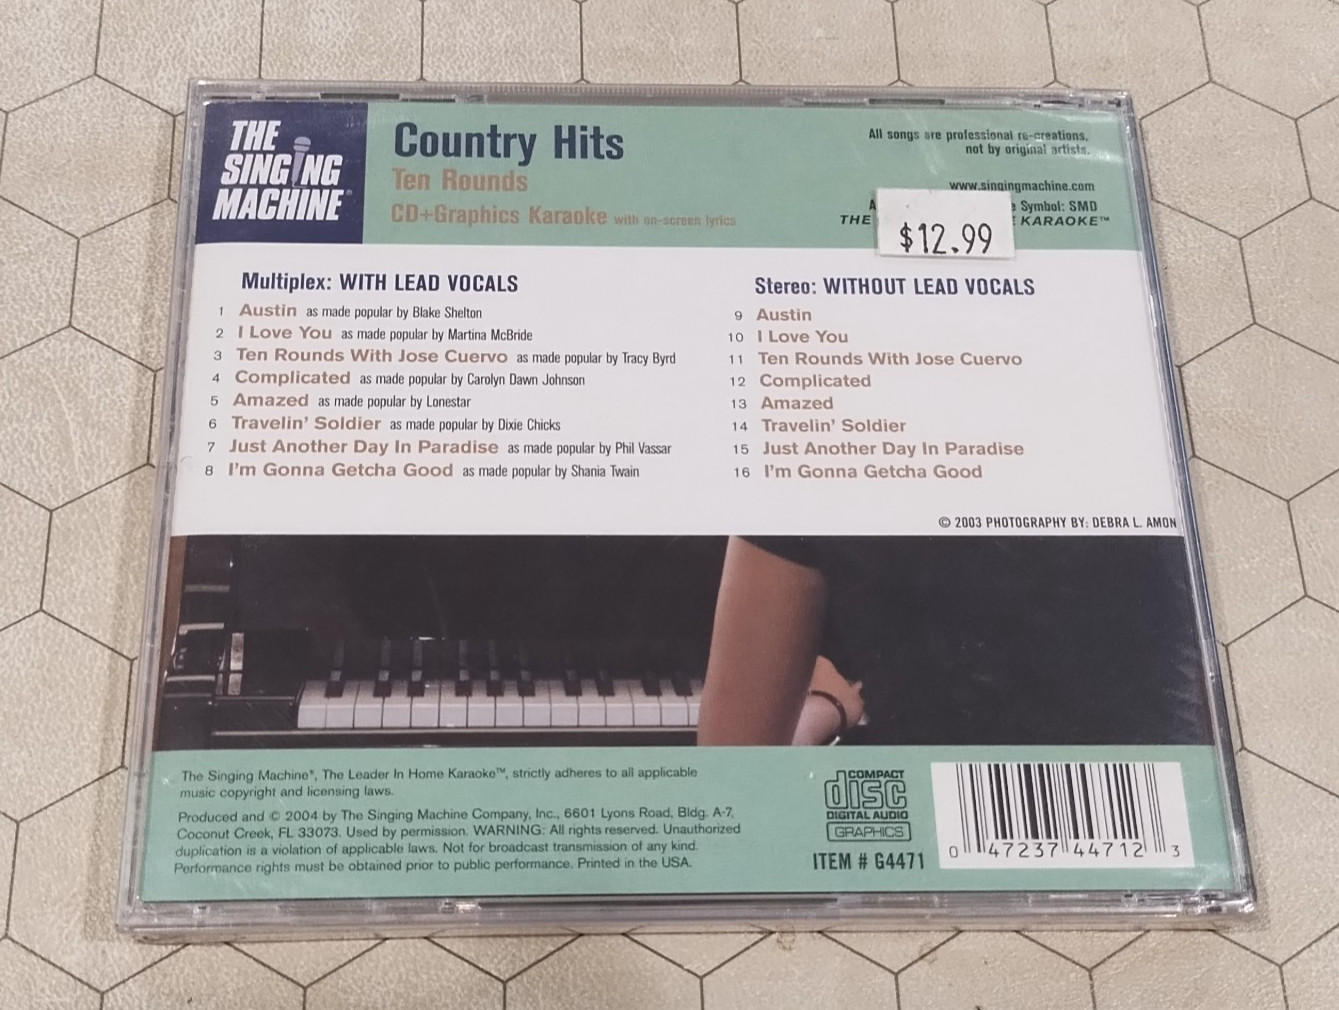 THE
SINGING
MACHINE®
Country Hits
Ten Rounds
CD+Graphics Karaoke with on-screen lyrics
All songs are professional re-creations,
not by original artists.
www.singingmachine.com
Symbol: SMD
THE KARAOKE™
$12.99
Multiplex: WITH LEAD VOCALS
1 Austin as made popular by Blake Shelton
2 I Love You as made popular by Martina McBride
3 Ten Rounds With Jose Cuervo as made popular by Tracy Byrd
4 Complicated as made popular by Carolyn Dawn Johnson
5 Amazed as made popular by Lonestar
6 Travelin' Soldier as made popular by Dixie Chicks
7 Just Another Day In Paradise as made popular by Phil Vassar
8 I'm Gonna Getcha Good as made popular by Shania Twain
Stereo: WITHOUT LEAD VOCALS
9 Austin
10 I Love You
11 Ten Rounds With Jose Cuervo
12 Complicated
13 Amazed
14 Travelin' Soldier
15 Just Another Day In Paradise
16 I'm Gonna Getcha Good
© 2003 PHOTOGRAPHY BY: DEBRA L. AMON
The Singing Machine®, The Leader In Home Karaoke™, strictly adheres to all applicable
music copyright and licensing laws.
Produced and © 2004 by The Singing Machine Company, Inc., 6601 Lyons Road, Bldg. A-7,
Coconut Creek, FL 33073. Used by permission. WARNING: All rights reserved. Unauthorized
duplication is a violation of applicable laws. Not for broadcast transmission of any kind.
Performance rights must be obtained prior to public performance. Printed in the USA.
COMPACT
disc
DIGITAL AUDIO
GRAPHICS
ITEM # G4471
0 47237 44712 3